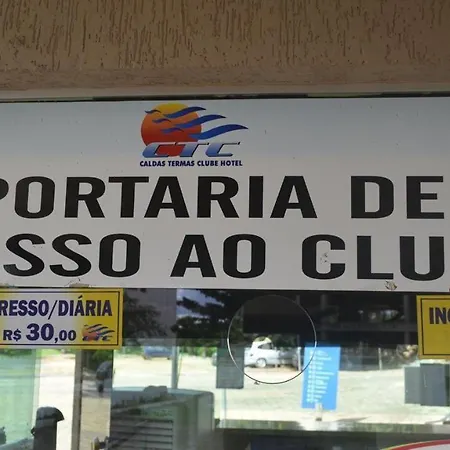 CTC
CALDAS TERMAS CLUBE HOTEL
PORTARIA DE
SSO AO CLU
RESSO/DIÁRIA
R$ 30,00
IN